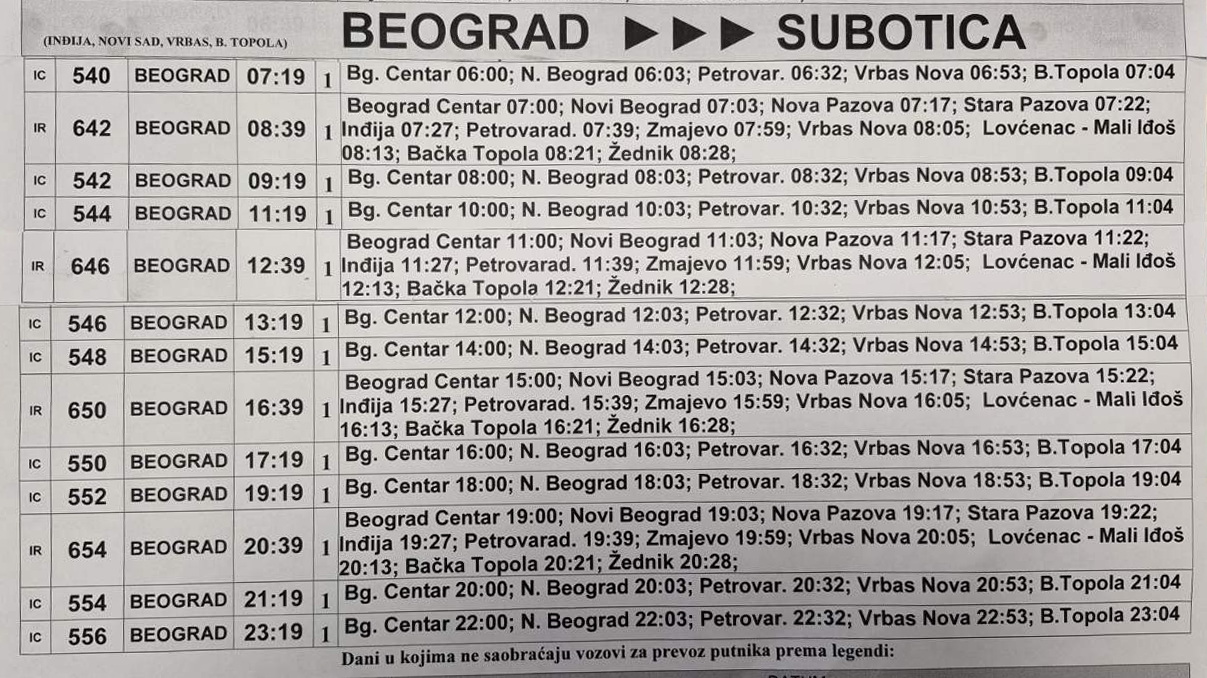 (INĐIJA, NOVI SAD, VRBAS, B. TOPOLA) BEOGRAD ►►► SUBOTICA
IC 540 BEOGRAD 07:19 1 Bg. Centar 06:00; N. Beograd 06:03; Petrovar. 06:32; Vrbas Nova 06:53; B.Topola 07:04
Beograd Centar 07:00; Novi Beograd 07:03; Nova Pazova 07:17; Stara Pazova 07:22;
IR 642 BEOGRAD 08:39 1 Inđija 07:27; Petrovarad. 07:39; Zmajevo 07:59; Vrbas Nova 08:05; Lovćenac - Mali Iđoš
08:13; Bačka Topola 08:21; Žednik 08:28;
IC 542 BEOGRAD 09:19 1 Bg. Centar 08:00; N. Beograd 08:03; Petrovar. 08:32; Vrbas Nova 08:53; B.Topola 09:04
IC 544 BEOGRAD 11:19 1 Bg. Centar 10:00; N. Beograd 10:03; Petrovar. 10:32; Vrbas Nova 10:53; B.Topola 11:04
Beograd Centar 11:00; Novi Beograd 11:03; Nova Pazova 11:17; Stara Pazova 11:22;
IR 646 BEOGRAD 12:39 1 Inđija 11:27; Petrovarad. 11:39; Zmajevo 11:59; Vrbas Nova 12:05; Lovćenac - Mali Iđoš
12:13; Bačka Topola 12:21; Žednik 12:28;
IC 546 BEOGRAD 13:19 1 Bg. Centar 12:00; N. Beograd 12:03; Petrovar. 12:32; Vrbas Nova 12:53; B.Topola 13:04
IC 548 BEOGRAD 15:19 1 Bg. Centar 14:00; N. Beograd 14:03; Petrovar. 14:32; Vrbas Nova 14:53; B.Topola 15:04
Beograd Centar 15:00; Novi Beograd 15:03; Nova Pazova 15:17; Stara Pazova 15:22;
IR 650 BEOGRAD 16:39 1 Inđija 15:27; Petrovarad. 15:39; Zmajevo 15:59; Vrbas Nova 16:05; Lovćenac - Mali Iđoš
16:13; Bačka Topola 16:21; Žednik 16:28;
IC 550 BEOGRAD 17:19 1 Bg. Centar 16:00; N. Beograd 16:03; Petrovar. 16:32; Vrbas Nova 16:53; B.Topola 17:04
IC 552 BEOGRAD 19:19 1 Bg. Centar 18:00; N. Beograd 18:03; Petrovar. 18:32; Vrbas Nova 18:53; B.Topola 19:04
Beograd Centar 19:00; Novi Beograd 19:03; Nova Pazova 19:17; Stara Pazova 19:22;
IR 654 BEOGRAD 20:39 1 Inđija 19:27; Petrovarad. 19:39; Zmajevo 19:59; Vrbas Nova 20:05; Lovćenac - Mali Iđoš
20:13; Bačka Topola 20:21; Žednik 20:28;
IC 554 BEOGRAD 21:19 1 Bg. Centar 20:00; N. Beograd 20:03; Petrovar. 20:32; Vrbas Nova 20:53; B.Topola 21:04
IC 556 BEOGRAD 23:19 1 Bg. Centar 22:00; N. Beograd 22:03; Petrovar. 22:32; Vrbas Nova 22:53; B.Topola 23:04
Dani u kojima ne saobraćaju vozovi za prevoz putnika prema legendi: